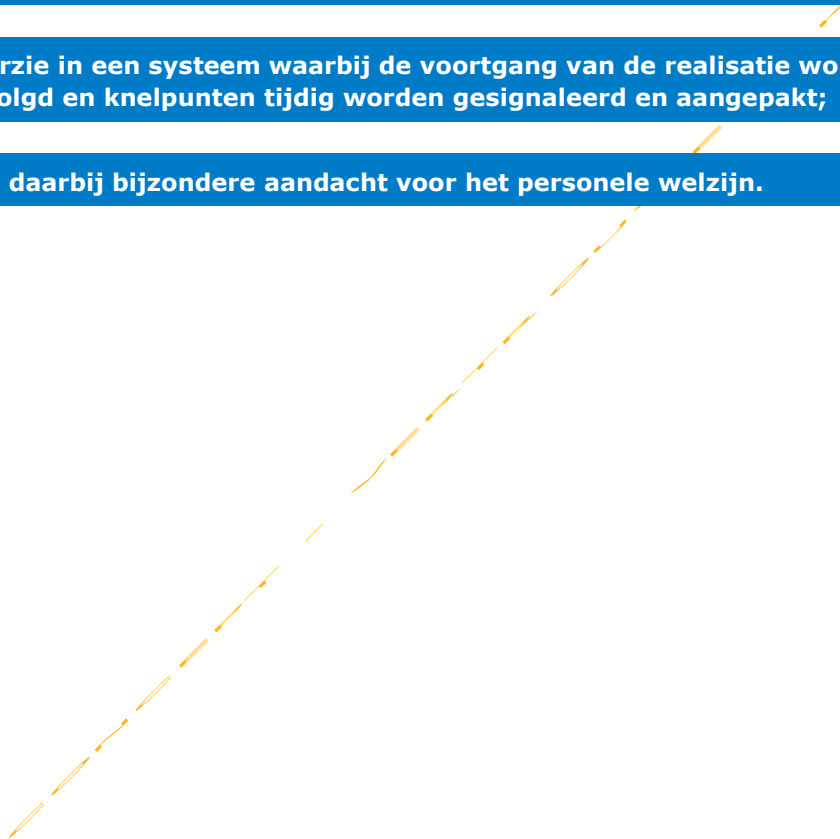 rzie in een systeem waarbij de voortgang van de realisatie wo
olgd en knelpunten tijdig worden gesignaleerd en aangepakt;
daarbij bijzondere aandacht voor het personele welzijn.